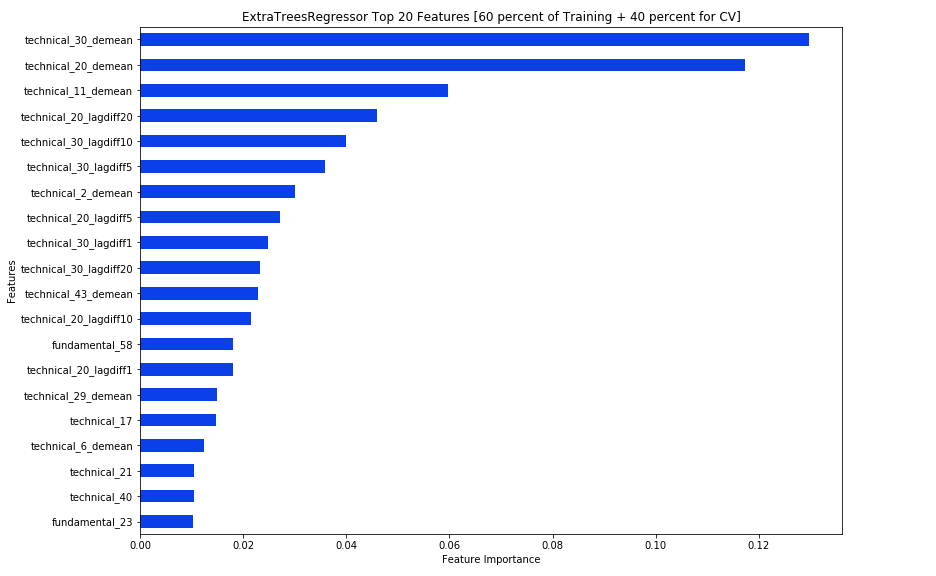 ExtraTreesRegressor Top 20 Features [60 percent of Training + 40 percent for CV]
technical_30_demean
technical_20_demean
technical_11_demean
technical_20_lagdiff20
technical_30_lagdiff10
technical_30_lagdiff5
technical_2_demean
technical_20_lagdiff5
technical_30_lagdiff1
technical_30_lagdiff20
technical_43_demean
technical_20_lagdiff10
fundamental_58
technical_20_lagdiff1
technical_29_demean
technical_17
technical_6_demean
technical_21
technical_40
fundamental_23
Features
0.00 0.02 0.04 0.06 0.08 0.10 0.12
Feature Importance